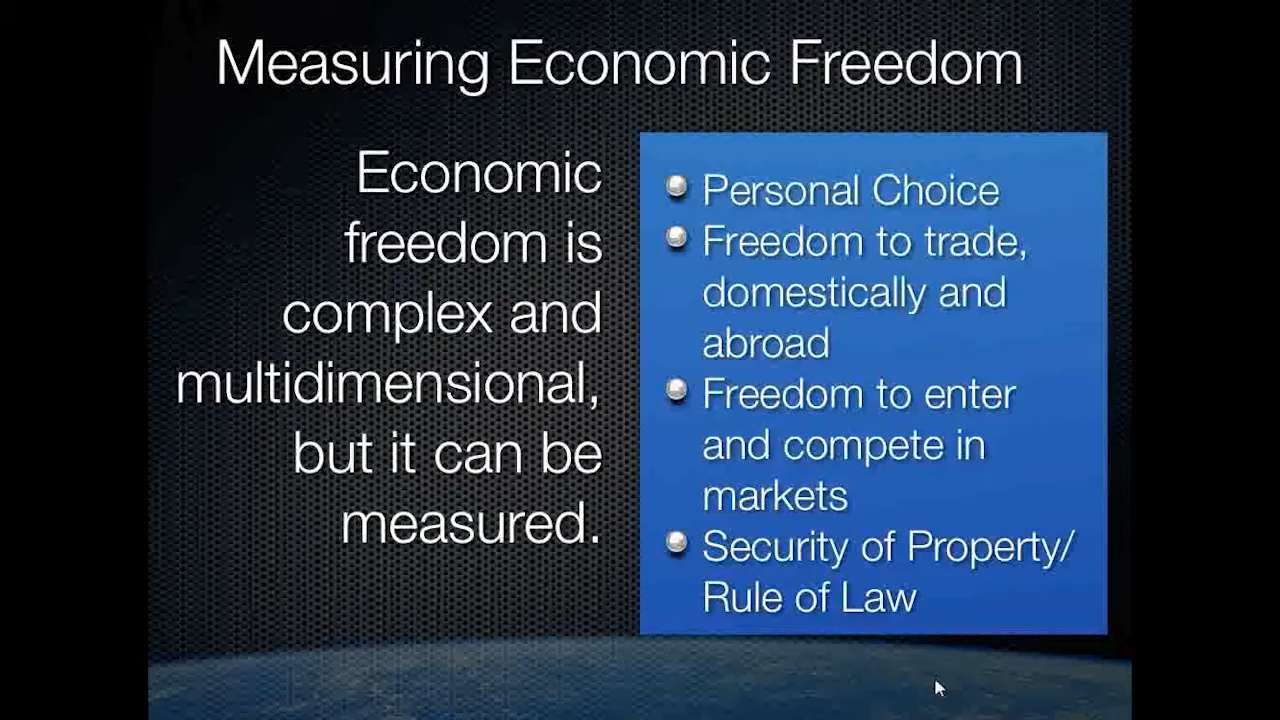 Measuring Economic Freedom
Economic
freedom is
complex and
multidimensional,
but it can be
measured.
Personal Choice
Freedom to trade,
domestically and
abroad
Freedom to enter
and compete in
markets
Security of Property/
Rule of Law